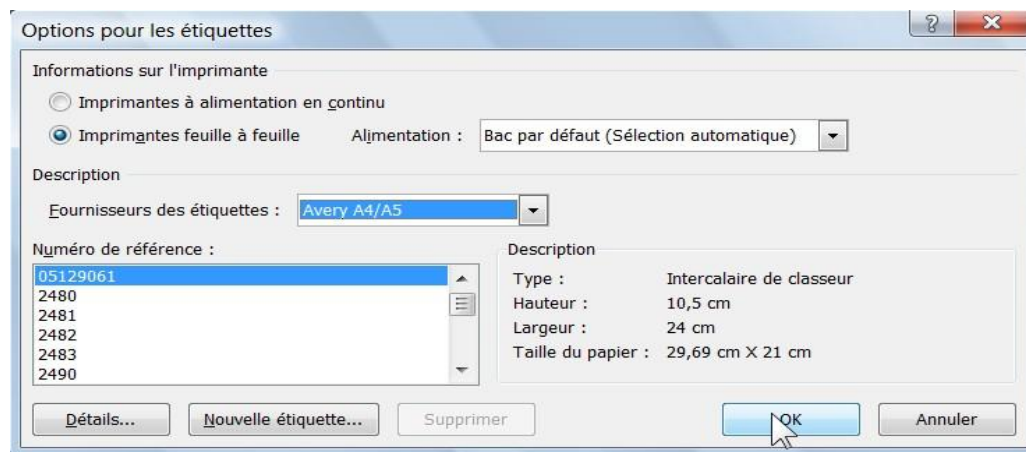 Options pour les étiquettes
Informations sur l'imprimante
Imprimantes à alimentation en continu
Imprimantes feuille à feuille Alimentation : Bac par défaut (Sélection automatique)
Description
Fournisseurs des étiquettes : Avery A4/A5
Numéro de référence :
05129061
2480
2481
2482
2483
2490
Description
Type : Intercalaire de classeur
Hauteur : 10,5 cm
Largeur : 24 cm
Taille du papier : 29,69 cm X 21 cm
Détails... Nouvelle étiquette... Supprimer OK Annuler